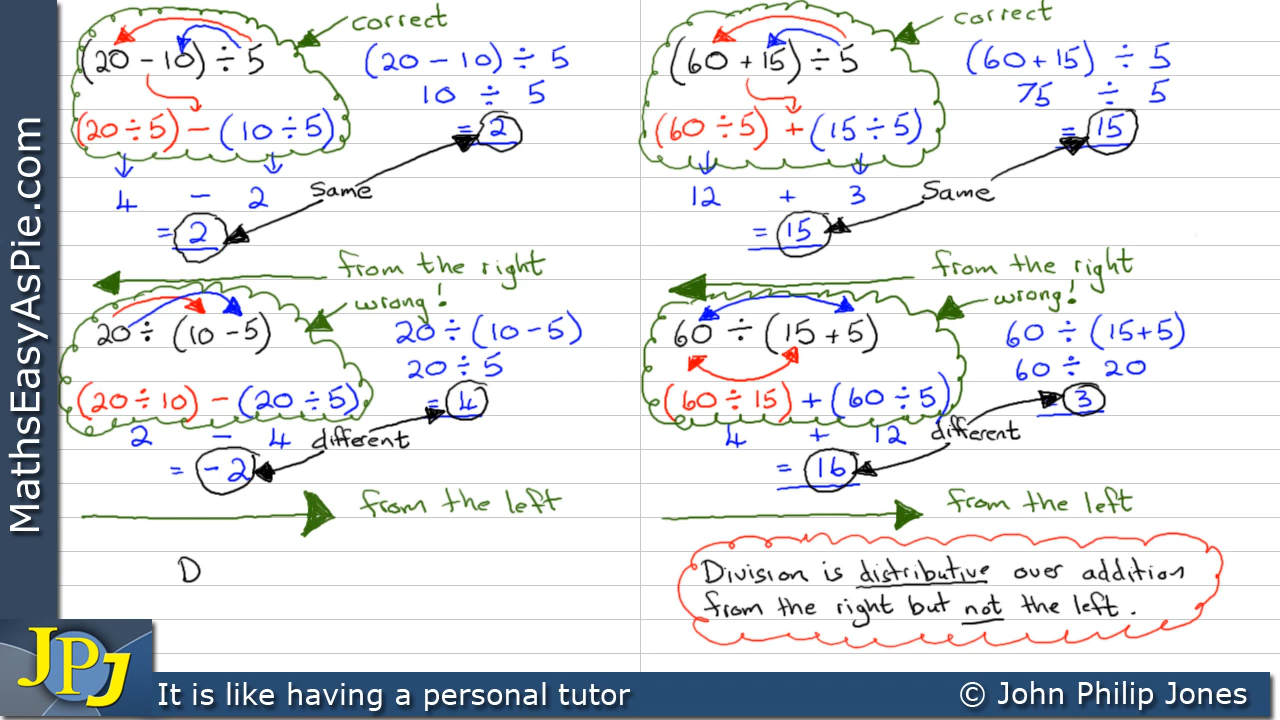 (20 - 10) ÷ 5
correct
(20 - 10) ÷ 5
10 ÷ 5
= 2
(20 ÷ 5) - (10 ÷ 5)
4 - 2
= 2
Same
from the right
wrong!
20 ÷ (10 - 5)
20 ÷ (10 - 5)
20 ÷ 5
= 4
(20 ÷ 10) - (20 ÷ 5)
2 - 4
= -2
different
from the left
D
(60 + 15) ÷ 5
correct
(60 + 15) ÷ 5
75 ÷ 5
= 15
(60 ÷ 5) + (15 ÷ 5)
12 + 3
= 15
Same
from the right
wrong!
60 ÷ (15 + 5)
60 ÷ (15 + 5)
60 ÷ 20
= 3
(60 ÷ 15) + (60 ÷ 5)
4 + 12
= 16
different
from the left
Division is distributive over addition
from the right but not the left.
MathsEasyAsPie.com
JPJ
It is like having a personal tutor
© John Philip Jones